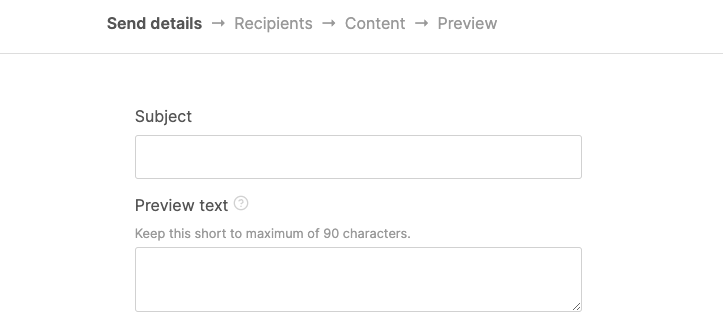 Send details → Recipients → Content → Preview
Subject
Preview text ?
Keep this short to maximum of 90 characters.